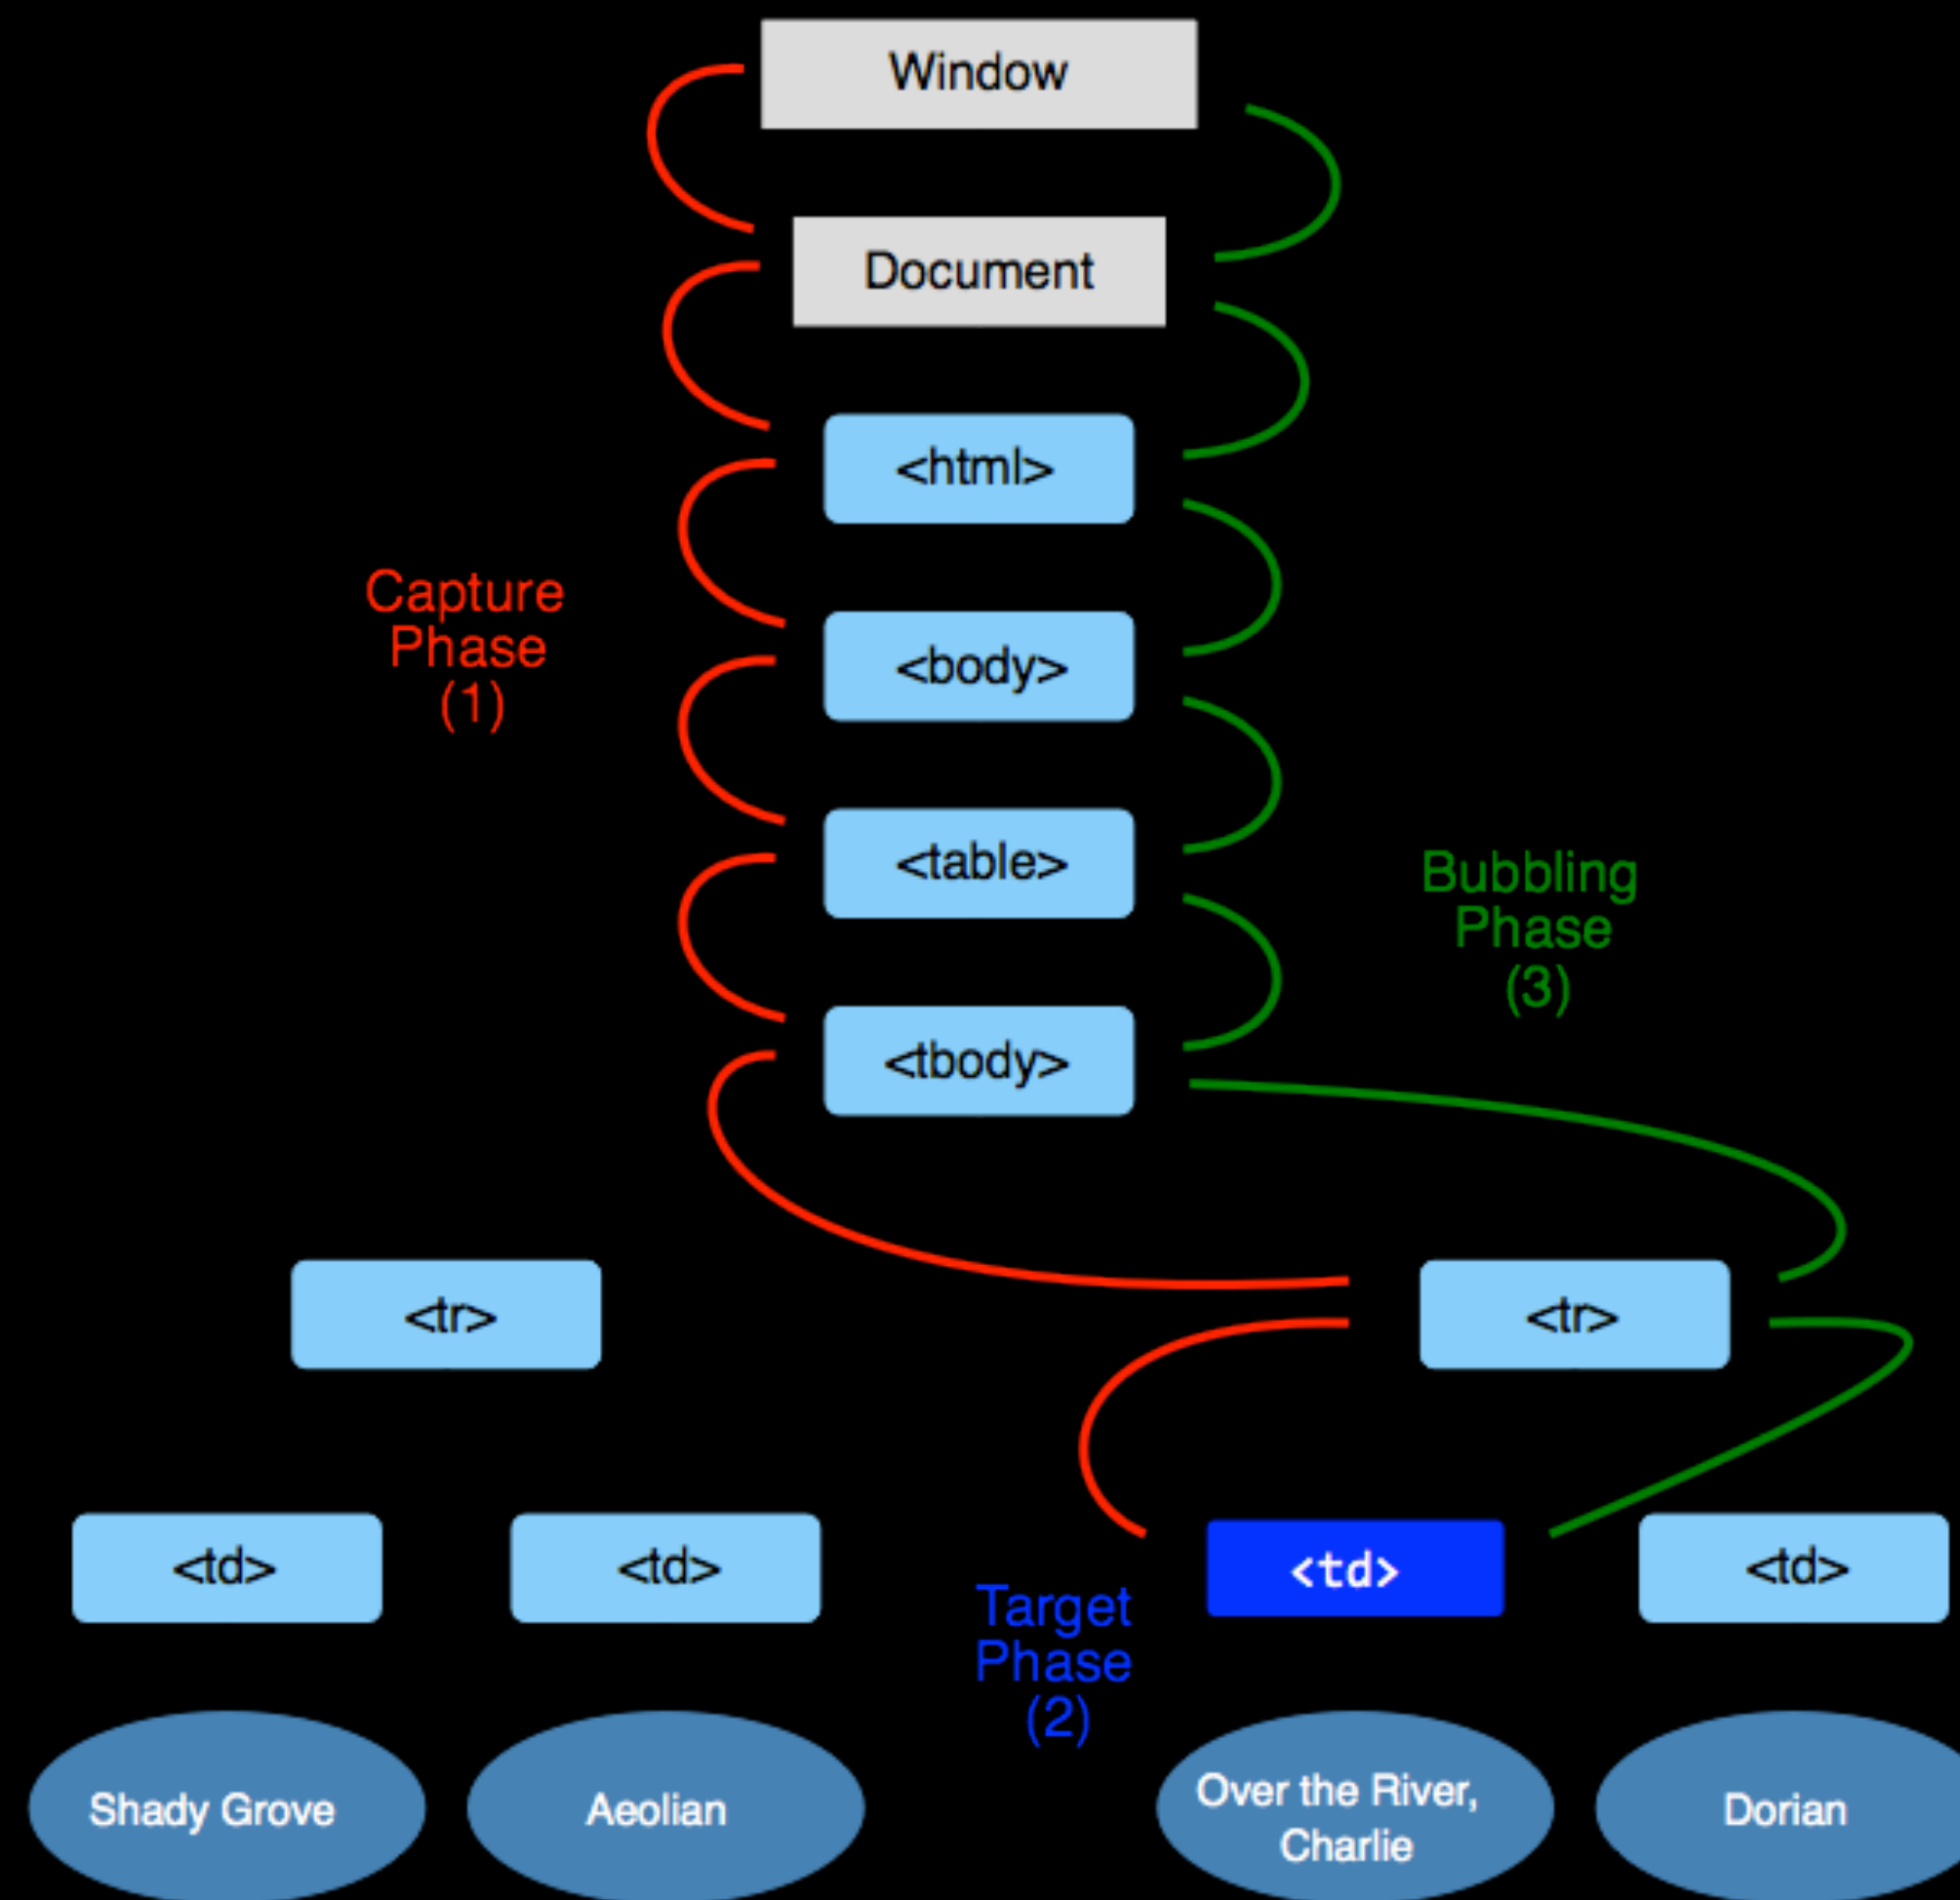 Window
Document
<html>
Capture
Phase
(1)
<body>
<table>
Bubbling
Phase
(3)
<tbody>
<tr>
<tr>
<td>
<td>
<td>
<td>
Target
Phase
(2)
Shady Grove
Aeolian
Over the River,
Charlie
Dorian